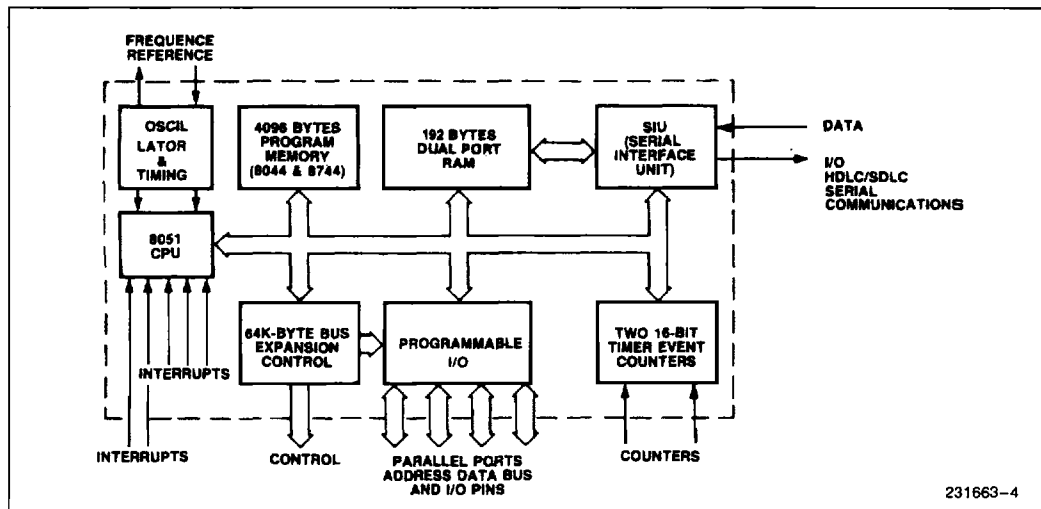 FREQUENCE
REFERENCE
OSCIL
LATOR
&
TIMING
4096 BYTES
PROGRAM
MEMORY
(8044 & 8744)
192 BYTES
DUAL PORT
RAM
SIU
(SERIAL
INTERFACE
UNIT)
DATA
I/O
HDLC/SDLC
SERIAL
COMMUNICATIONS
8051
CPU
64K-BYTE BUS
EXPANSION
CONTROL
PROGRAMMABLE
I/O
TWO 16-BIT
TIMER EVENT
COUNTERS
INTERRUPTS
INTERRUPTS
CONTROL
PARALLEL PORTS
ADDRESS DATA BUS
AND I/O PINS
COUNTERS
231663-4